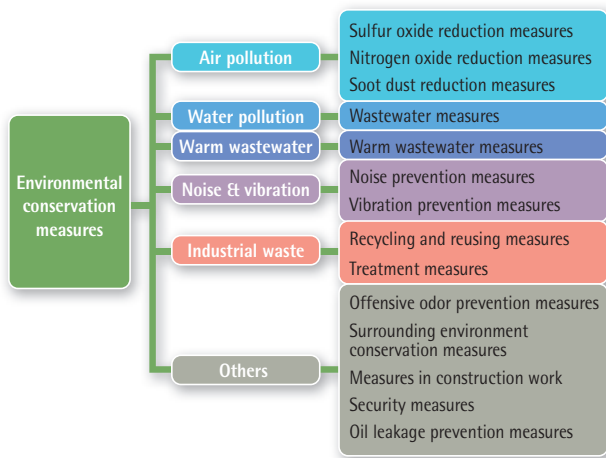 Environmental
conservation
measures
Air pollution
Sulfur oxide reduction measures
Nitrogen oxide reduction measures
Soot dust reduction measures
Water pollution
Wastewater measures
Warm wastewater
Warm wastewater measures
Noise & vibration
Noise prevention measures
Vibration prevention measures
Industrial waste
Recycling and reusing measures
Treatment measures
Others
Offensive odor prevention measures
Surrounding environment
conservation measures
Measures in construction work
Security measures
Oil leakage prevention measures